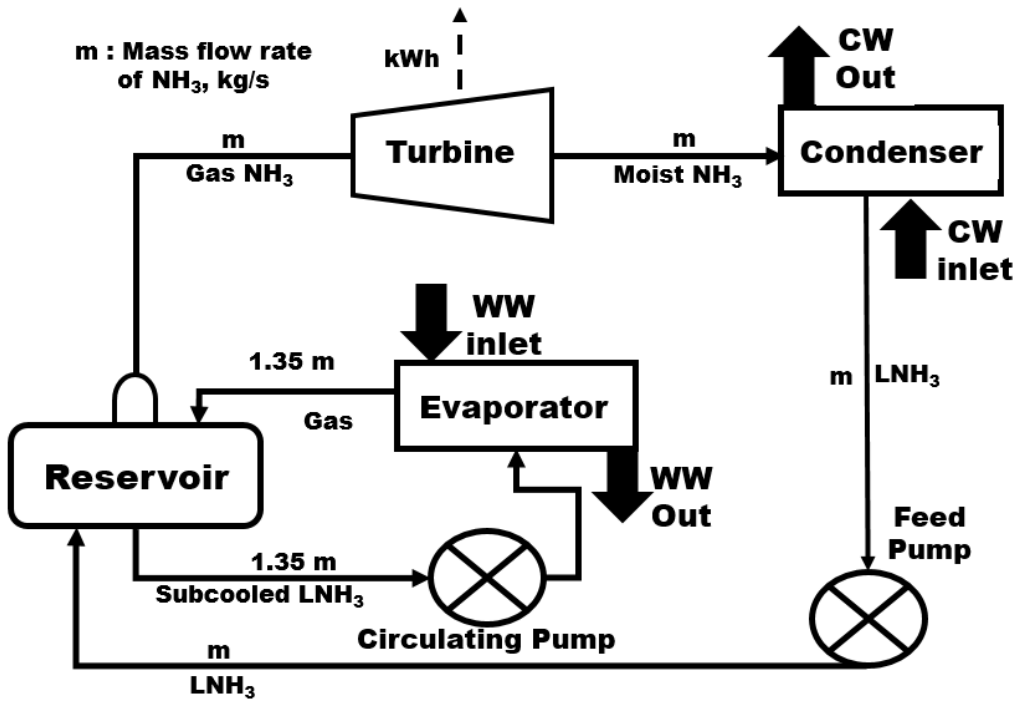 m : Mass flow rate
of NH₃, kg/s
kWh
CW
Out
m
Gas NH₃
Turbine
m
Moist NH₃
Condenser
CW
inlet
WW
inlet
1.35 m
Gas
Evaporator
m LNH₃
Reservoir
WW
Out
Feed
Pump
1.35 m
Subcooled LNH₃
Circulating Pump
m
LNH₃